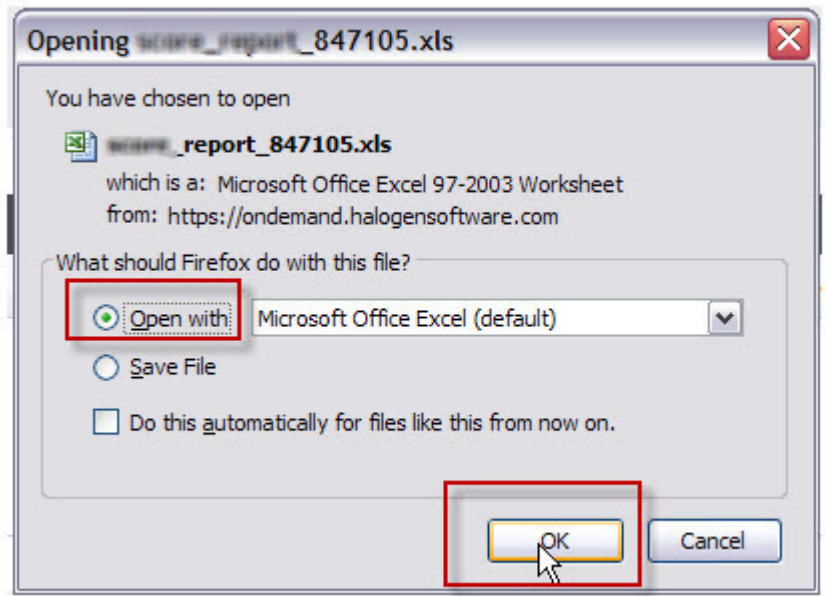 Opening _847105.xls
You have chosen to open
_report_847105.xls
which is a: Microsoft Office Excel 97-2003 Worksheet
from: https://ondemand.halogensoftware.com
What should Firefox do with this file?
Open with Microsoft Office Excel (default)
Save File
Do this automatically for files like this from now on.
OK Cancel